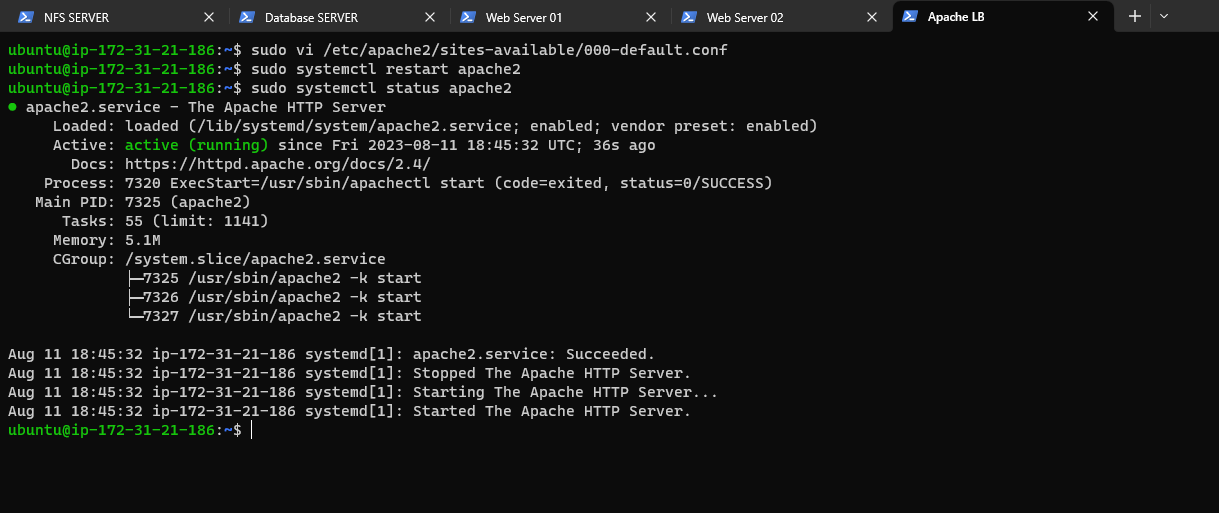 NFS SERVER Database SERVER Web Server 01 Web Server 02 Apache LB
ubuntu@ip-172-31-21-186:~$ sudo vi /etc/apache2/sites-available/000-default.conf
ubuntu@ip-172-31-21-186:~$ sudo systemctl restart apache2
ubuntu@ip-172-31-21-186:~$ sudo systemctl status apache2
● apache2.service - The Apache HTTP Server
     Loaded: loaded (/lib/systemd/system/apache2.service; enabled; vendor preset: enabled)
     Active: active (running) since Fri 2023-08-11 18:45:32 UTC; 36s ago
       Docs: https://httpd.apache.org/docs/2.4/
    Process: 7320 ExecStart=/usr/sbin/apachectl start (code=exited, status=0/SUCCESS)
   Main PID: 7325 (apache2)
      Tasks: 55 (limit: 1141)
     Memory: 5.1M
     CGroup: /system.slice/apache2.service
             ├─7325 /usr/sbin/apache2 -k start
             ├─7326 /usr/sbin/apache2 -k start
             └─7327 /usr/sbin/apache2 -k start

Aug 11 18:45:32 ip-172-31-21-186 systemd[1]: apache2.service: Succeeded.
Aug 11 18:45:32 ip-172-31-21-186 systemd[1]: Stopped The Apache HTTP Server.
Aug 11 18:45:32 ip-172-31-21-186 systemd[1]: Starting The Apache HTTP Server...
Aug 11 18:45:32 ip-172-31-21-186 systemd[1]: Started The Apache HTTP Server.
ubuntu@ip-172-31-21-186:~$